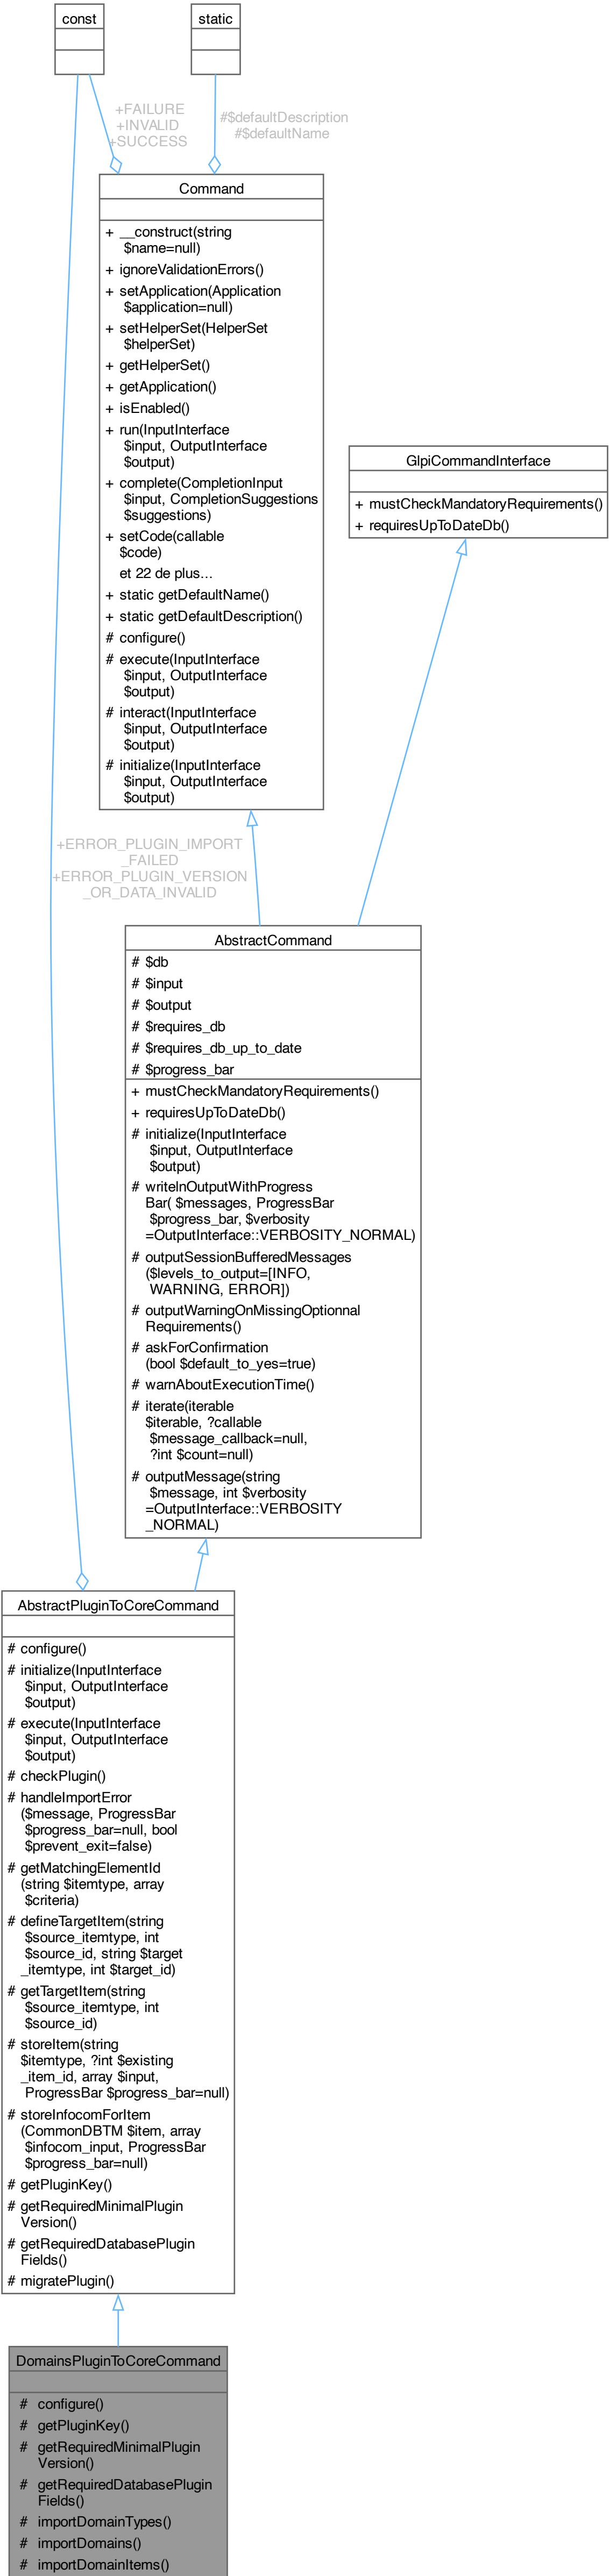 const
static
+FAILURE
+INVALID
+SUCCESS
#$defaultDescription
#$defaultName
Command
+ __construct(string
$name=null)
+ ignoreValidationErrors()
+ setApplication(Application
$application=null)
+ setHelperSet(HelperSet
$helperSet)
+ getHelperSet()
+ getApplication()
+ isEnabled()
+ run(InputInterface
$input, OutputInterface
$output)
+ complete(CompletionInput
$input, CompletionSuggestions
$suggestions)
+ setCode(callable
$code)
et 22 de plus...
+ static getDefaultName()
+ static getDefaultDescription()
# configure()
# execute(InputInterface
$input, OutputInterface
$output)
# interact(InputInterface
$input, OutputInterface
$output)
# initialize(InputInterface
$input, OutputInterface
$output)
GlpiCommandInterface
+ mustCheckMandatoryRequirements()
+ requiresUpToDateDb()
+ERROR_PLUGIN_IMPORT
_FAILED
+ERROR_PLUGIN_VERSION
_OR_DATA_INVALID
AbstractCommand
# $db
# $input
# $output
# $requires_db
# $requires_db_up_to_date
# $progress_bar
+ mustCheckMandatoryRequirements()
+ requiresUpToDateDb()
# initialize(InputInterface
$input, OutputInterface
$output)
# writelnOutputWithProgress
Bar( $messages, ProgressBar
$progress_bar, $verbosity
=OutputInterface::VERBOSITY_NORMAL)
# outputSessionBufferedMessages
($levels_to_output=[INFO,
WARNING, ERROR])
# outputWarningOnMissingOptionnal
Requirements()
# askForConfirmation
(bool $default_to_yes=true)
# warnAboutExecutionTime()
# iterate(iterable
$iterable, ?callable
$message_callback=null,
?int $count=null)
# outputMessage(string
$message, int $verbosity
=OutputInterface::VERBOSITY
_NORMAL)
AbstractPluginToCoreCommand
# configure()
# initialize(InputInterface
$input, OutputInterface
$output)
# execute(InputInterface
$input, OutputInterface
$output)
# checkPlugin()
# handleImportError
($message, ProgressBar
$progress_bar=null, bool
$prevent_exit=false)
# getMatchingElementId
(string $itemtype, array
$criteria)
# defineTargetItem(string
$source_itemtype, int
$source_id, string $target
_itemtype, int $target_id)
# getTargetItem(string
$source_itemtype, int
$source_id)
# storeItem(string
$itemtype, ?int $existing
_item_id, array $input,
ProgressBar $progress_bar=null)
# storeInfocomForItem
(CommonDBTM $item, array
$infocom_input, ProgressBar
$progress_bar=null)
# getPluginKey()
# getRequiredMinimalPlugin
Version()
# getRequiredDatabasePlugin
Fields()
# migratePlugin()
DomainsPluginToCoreCommand
# configure()
# getPluginKey()
# getRequiredMinimalPlugin
Version()
# getRequiredDatabasePlugin
Fields()
# importDomainTypes()
# importDomains()
# importDomainItems()